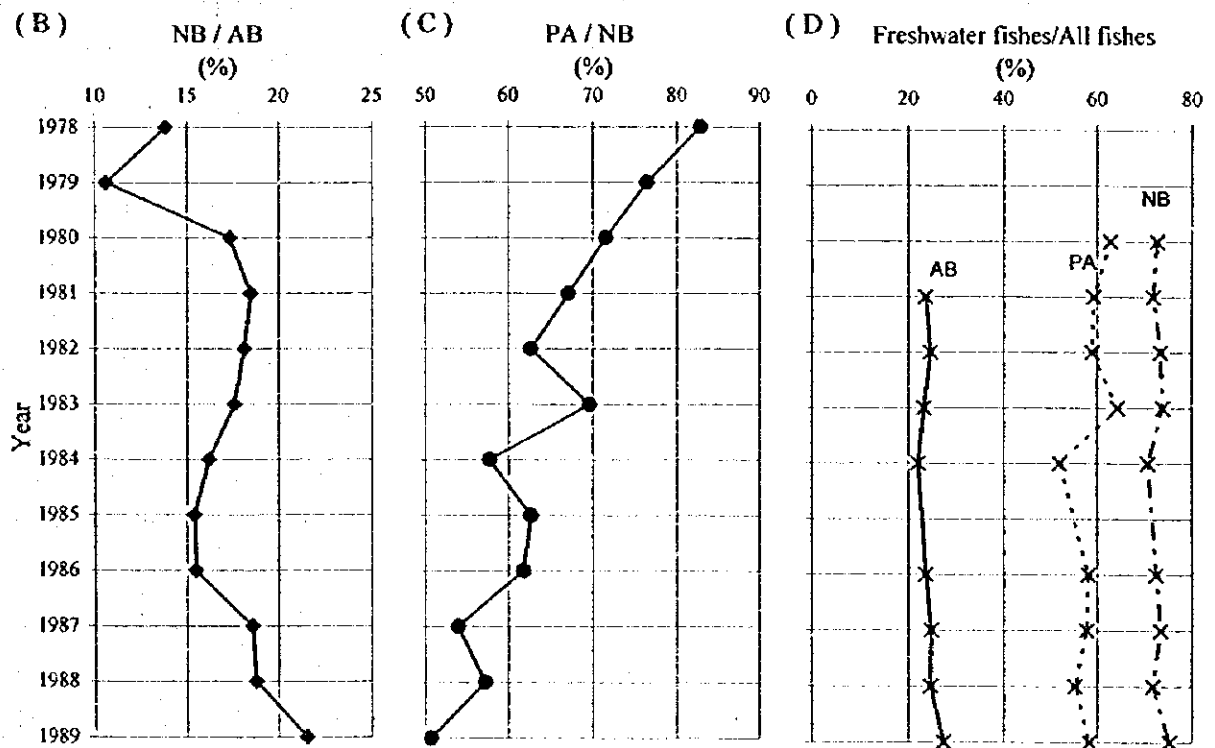 (B) NB / AB (C) PA / NB (D) Freshwater fishes/All fishes
(%) (%) (%)
10 15 20 25 50 60 70 80 90 0 20 40 60 80
1978
1979
NB
1980
AB PA
1981
1982
1983
Year
1984
1985
1986
1987
1988
1989